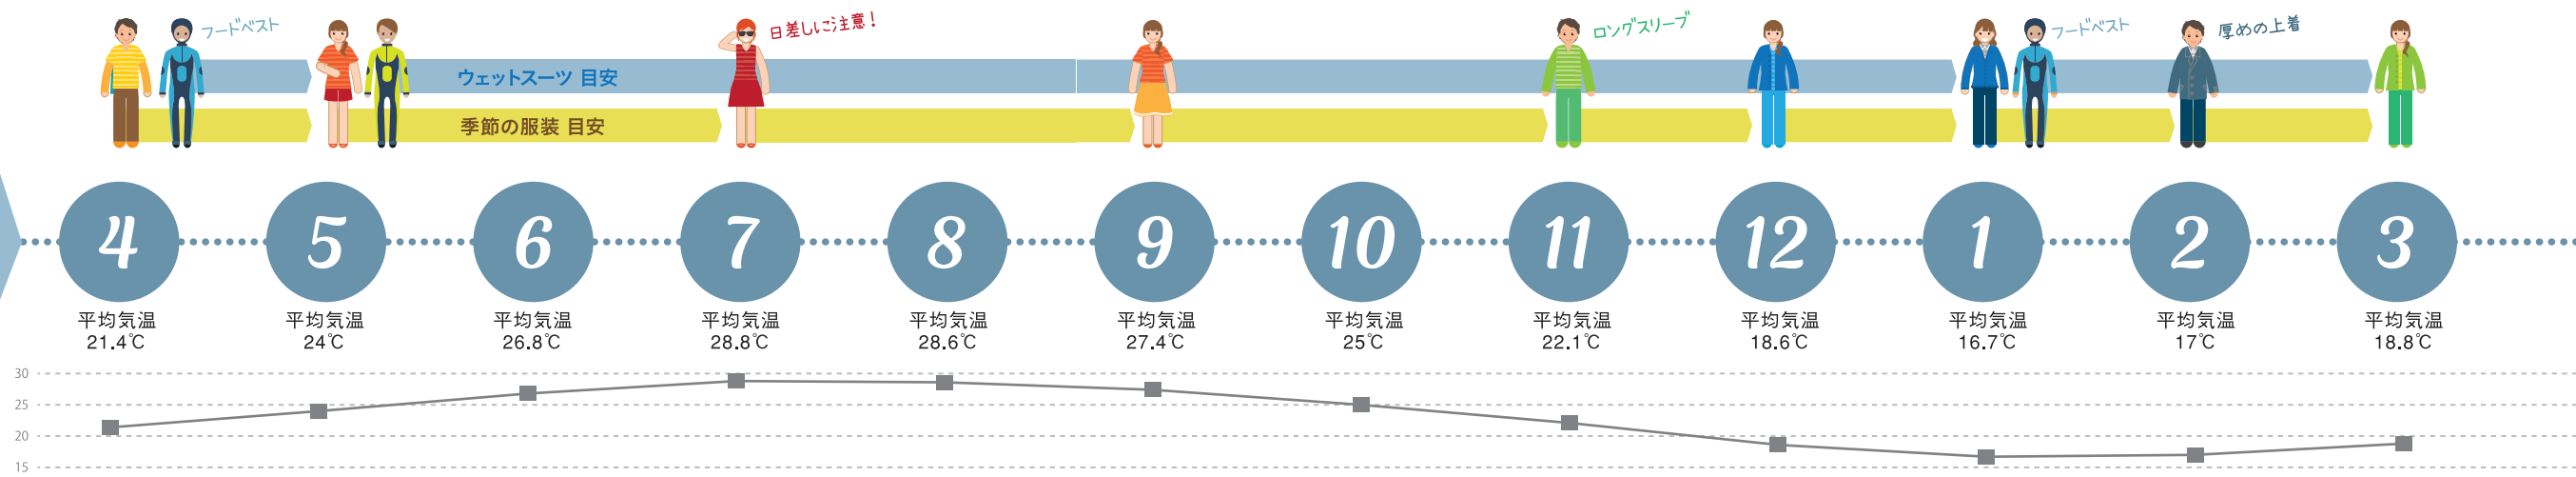 フードベスト
日差しに注意！
ロングスリーブ
フードベスト
厚めの上着
ウェットスーツ 目安
季節の服装 目安
4 5 6 7 8 9 10 11 12 1 2 3
平均気温 平均気温 平均気温 平均気温 平均気温 平均気温 平均気温 平均気温 平均気温 平均気温 平均気温 平均気温
21.4℃ 24℃ 26.8℃ 28.8℃ 28.6℃ 27.4℃ 25℃ 22.1℃ 18.6℃ 16.7℃ 17℃ 18.8℃
30
25
20
15